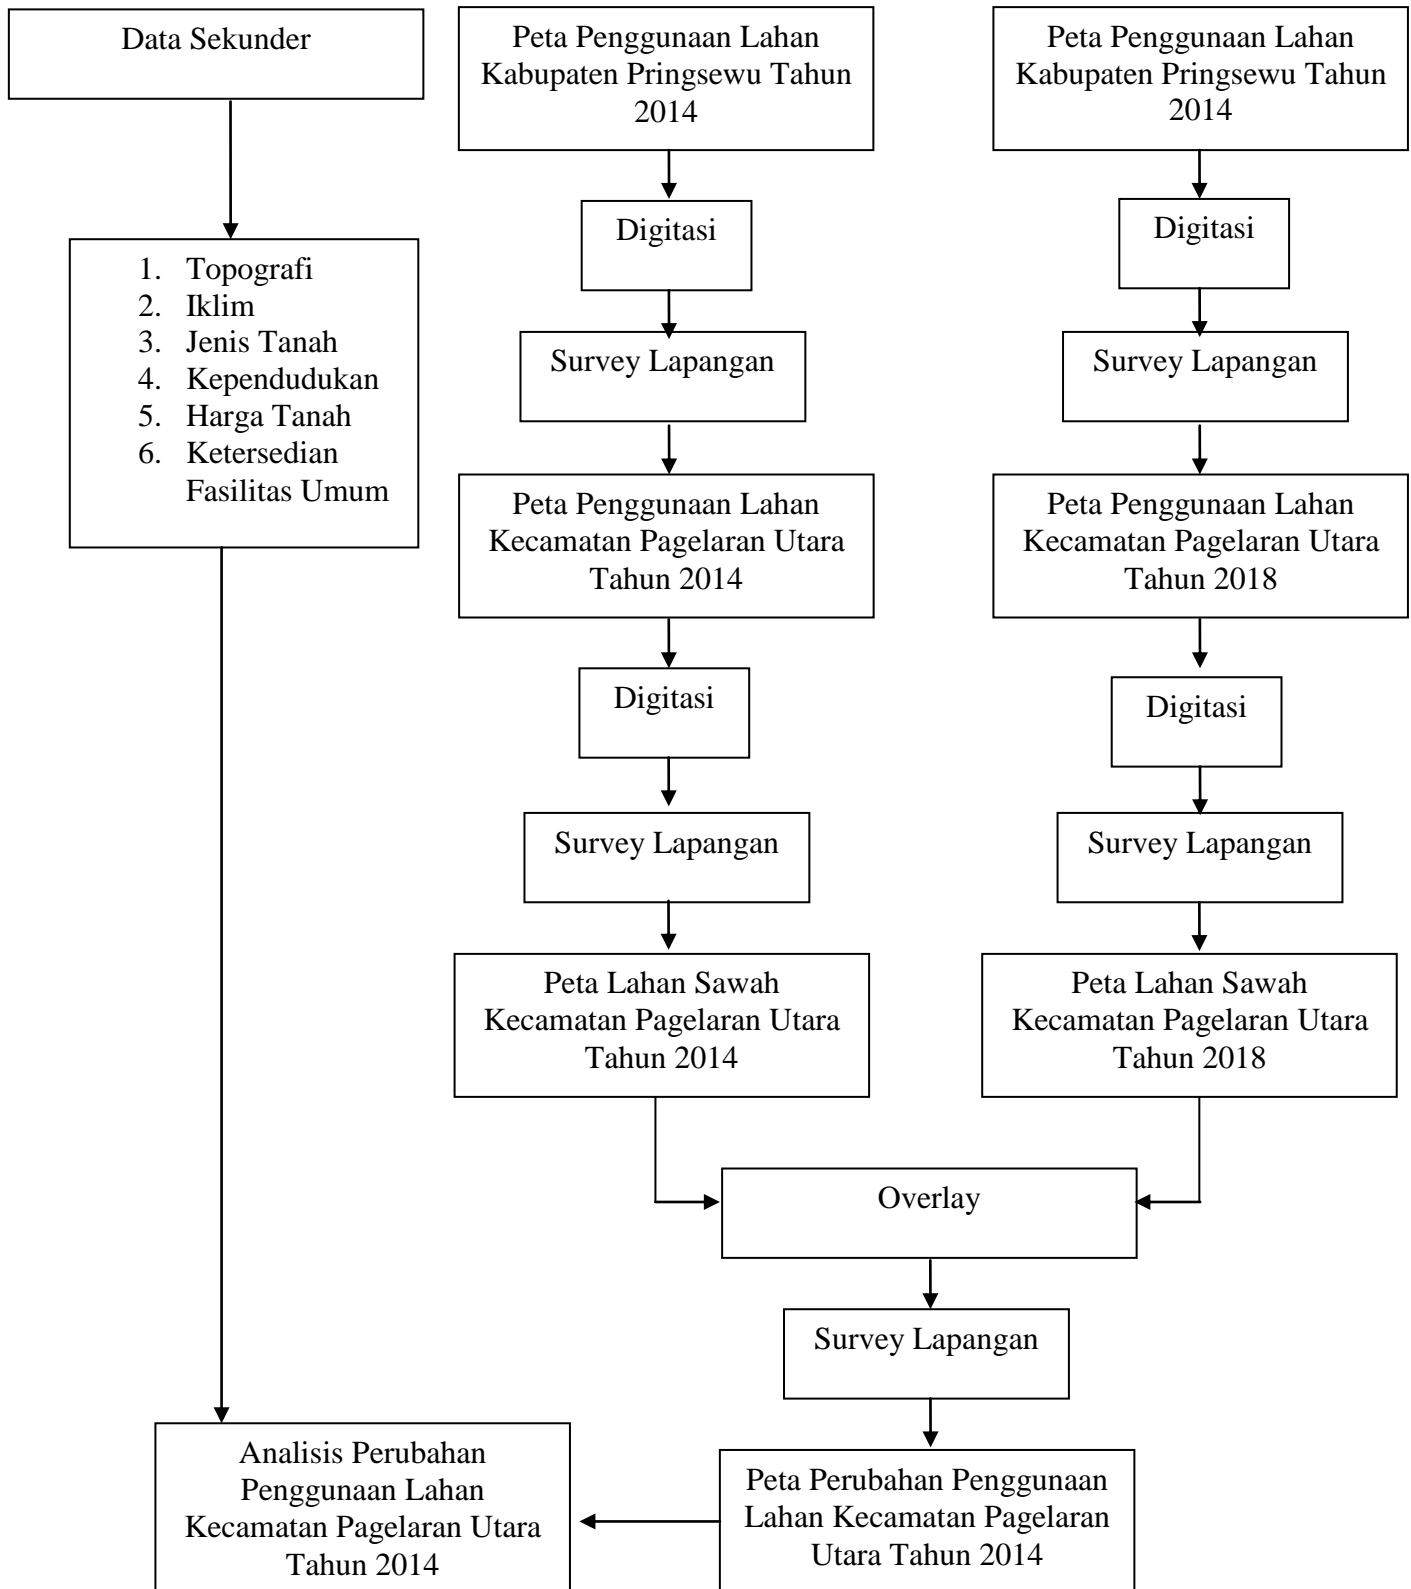 Data Sekunder
1. Topografi
2. Iklim
3. Jenis Tanah
4. Kependudukan
5. Harga Tanah
6. Ketersedian
Fasilitas Umum
Peta Penggunaan Lahan
Kabupaten Pringsewu Tahun
2014
Digitasi
Survey Lapangan
Peta Penggunaan Lahan
Kecamatan Pagelaran Utara
Tahun 2014
Digitasi
Survey Lapangan
Peta Lahan Sawah
Kecamatan Pagelaran Utara
Tahun 2014
Peta Penggunaan Lahan
Kabupaten Pringsewu Tahun
2014
Digitasi
Survey Lapangan
Peta Penggunaan Lahan
Kecamatan Pagelaran Utara
Tahun 2018
Digitasi
Survey Lapangan
Peta Lahan Sawah
Kecamatan Pagelaran Utara
Tahun 2018
Overlay
Survey Lapangan
Peta Perubahan Penggunaan
Lahan Kecamatan Pagelaran
Utara Tahun 2014
Analisis Perubahan
Penggunaan Lahan
Kecamatan Pagelaran Utara
Tahun 2014